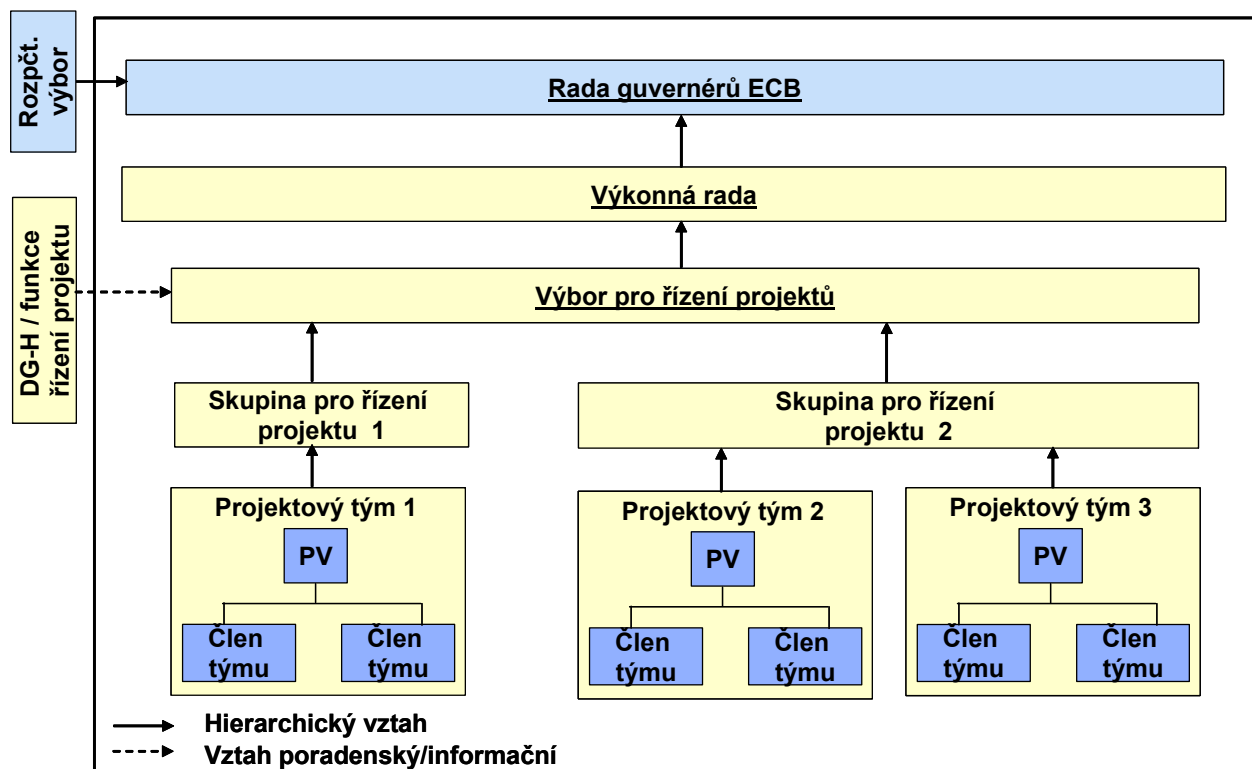 Rozpčt.
výbor
Rada guvernérů ECB
Výkonná rada
DG-H / funkce
řízení projektu
Výbor pro řízení projektů
Skupina pro řízení
projektu 1
Skupina pro řízení
projektu 2
Projektový tým 1
PV
Člen
týmu
Člen
týmu
Projektový tým 2
PV
Člen
týmu
Člen
týmu
Projektový tým 3
PV
Člen
týmu
Člen
týmu
Hierarchický vztah
Vztah poradenský/informační